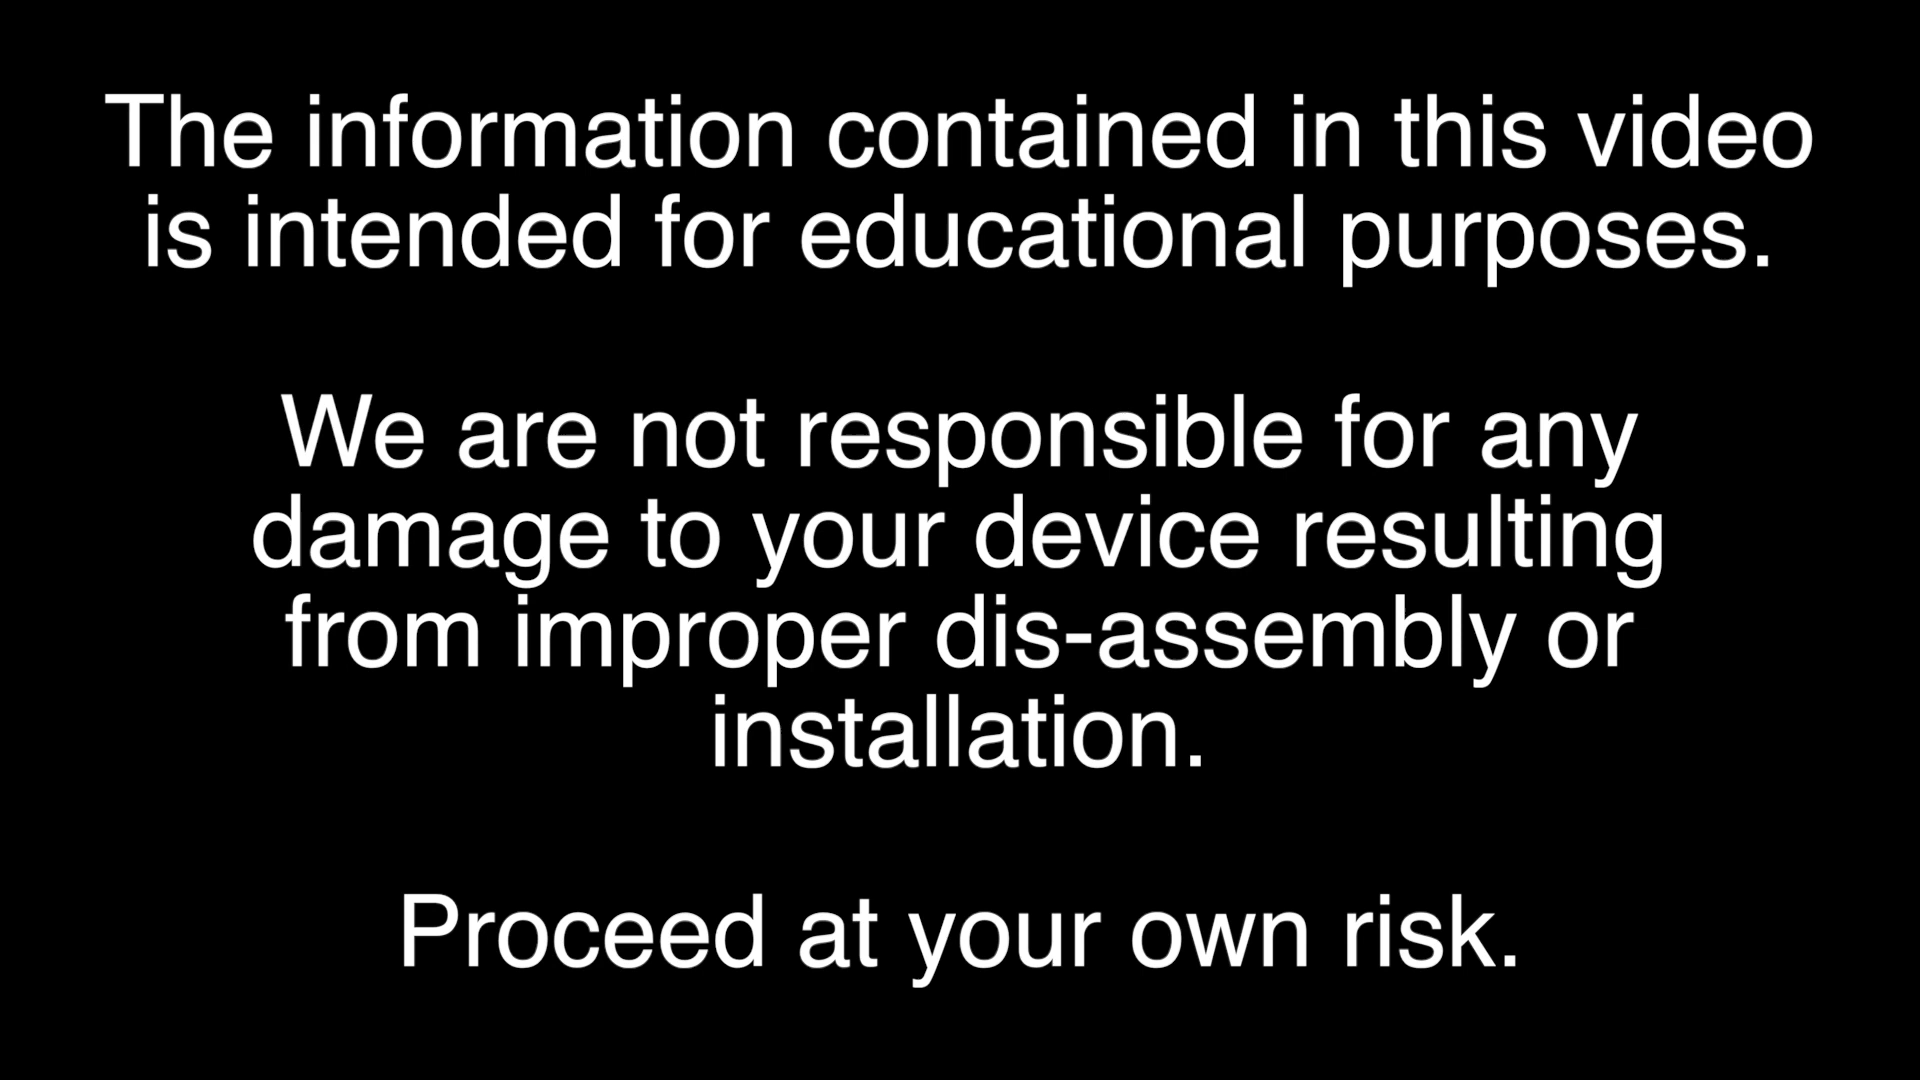 The information contained in this video
is intended for educational purposes.
We are not responsible for any
damage to your device resulting
from improper dis-assembly or
installation.
Proceed at your own risk.